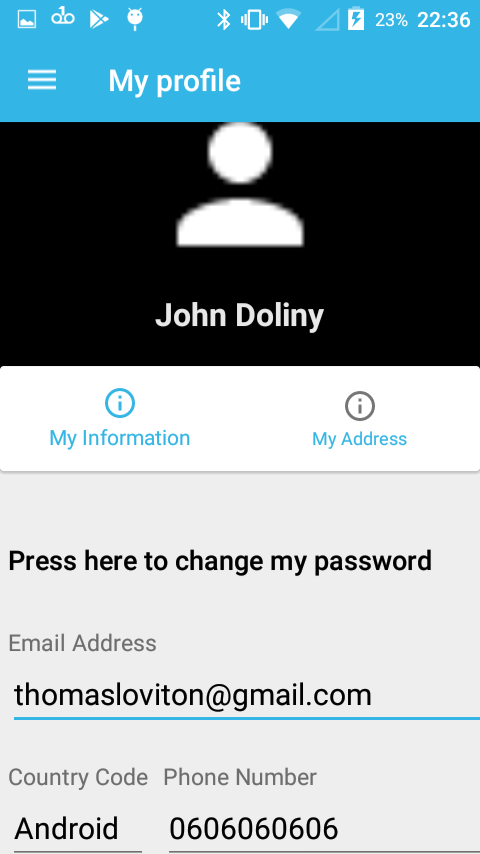 23% 22:36
My profile
John Doliny
My Information My Address
Press here to change my password
Email Address
thomasloviton@gmail.com
Country Code Phone Number
Android 0606060606